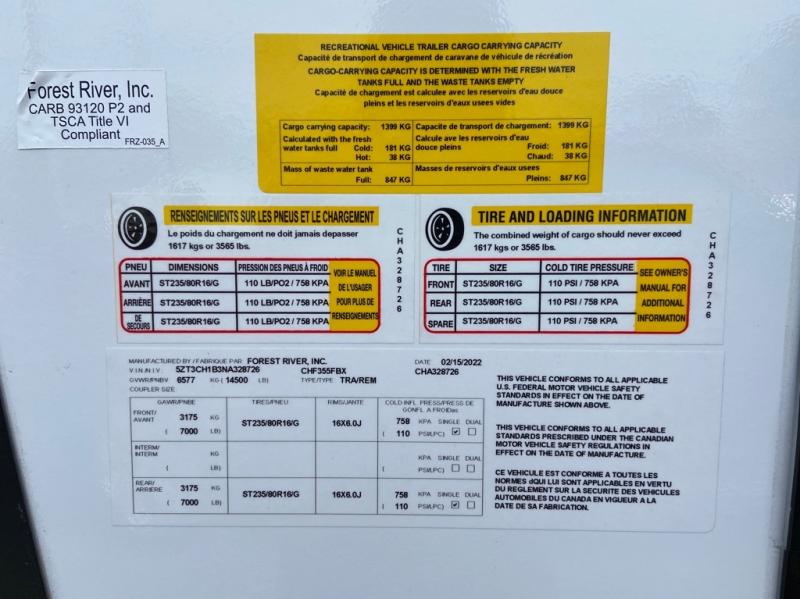 Forest River, Inc.
CARB 93120 P2 and
TSCA Title VI
Compliant
FRZ-035_A
RECREATIONAL VEHICLE TRAILER CARGO CARRYING CAPACITY
Capacité de transport de chargement de caravane de véhicule de récréation
CARGO-CARRYING CAPACITY IS DETERMINED WITH THE FRESH WATER
TANKS FULL AND THE WASTE TANKS EMPTY
Capacité de chargement est calculee avec les reservoirs d'eau douce
pleins et les reservoirs d'eau usees vides
Cargo carrying capacity: 1399 KG Capacite de transport de chargement: 1399 KG
Calculated with the fresh Calcule ave les reservoirs d'eau
water tanks full Cold: 181 KG douce pleins Froid: 181 KG
Hot: 38 KG Chaud: 38 KG
Mass of waste water tank Masses de reservoirs d'eaux usees
Full: 847 KG Pleins: 847 KG
RENSEIGNEMENTS SUR LES PNEUS ET LE CHARGEMENT
Le poids du chargement ne doit jamais depasser
1617 kgs or 3565 lbs.
PNEU DIMENSIONS PRESSION DES PNEUS À FROID VOIR LE MANUEL
AVANT ST235/80R16/G 110 LB/PO2 / 758 KPA DE L'USAGER
ARRIÈRE ST235/80R16/G 110 LB/PO2 / 758 KPA POUR PLUS DE
DE SECOURS ST235/80R16/G 110 LB/PO2 / 758 KPA RENSEIGNEMENTS
CHA328726
TIRE AND LOADING INFORMATION
The combined weight of cargo should never exceed
1617 kgs or 3565 lbs.
TIRE SIZE COLD TIRE PRESSURE SEE OWNER'S
FRONT ST235/80R16/G 110 PSI / 758 KPA MANUAL FOR
REAR ST235/80R16/G 110 PSI / 758 KPA ADDITIONAL
SPARE ST235/80R16/G 110 PSI / 758 KPA INFORMATION
CHA328726
MANUFACTURED BY / FABRIQUE PAR FOREST RIVER, INC. DATE 02/15/2022
V.I.N./N.I.V. 5ZT3CH1B3NA328726 CHF355FBX CHA328726
GVWR/PNBV 6577 KG ( 14500 LB) TYPE/TYPE TRA/REM
COUPLER SIZE:
GAWR/PNBE TIRES/PNEU RIMS/JANTE COLD INFL PRESS/PRESS DE
GONFL A FROIDas
FRONT/ AVANT 3175 KG ST235/80R16/G 16X6.0J 758 KPA SINGLE DUAL
( 7000 LB) ( 110 PSI/LPC) ☑ ☐
INTERM/ INTERM KG KPA SINGLE DUAL
( LB) ( PSI/LPC) ☐ ☐
REAR/ ARRIERE 3175 KG ST235/80R16/G 16X6.0J 758 KPA SINGLE DUAL
( 7000 LB) ( 110 PSI/LPC) ☑ ☐
THIS VEHICLE CONFORMS TO ALL APPLICABLE
U.S. FEDERAL MOTOR VEHICLE SAFETY
STANDARDS IN EFFECT ON THE DATE OF
MANUFACTURE SHOWN ABOVE.
THIS VEHICLE CONFORMS TO ALL APPLICABLE
STANDARDS PRESCRIBED UNDER THE CANADIAN
MOTOR VEHICLE SAFETY REGULATIONS IN
EFFECT ON THE DATE OF MANUFACTURE.
CE VEHICULE EST CONFORME A TOUTES LES
NORMES dQUI LUI SONT APPLICABLES EN VERTU
DU REGLEMENT SUR LA SECURITE DES VEHICULES
AUTOMOBILES DU CANADA EN VIGUEUR A LA
DATE DE SA FABRICATION.